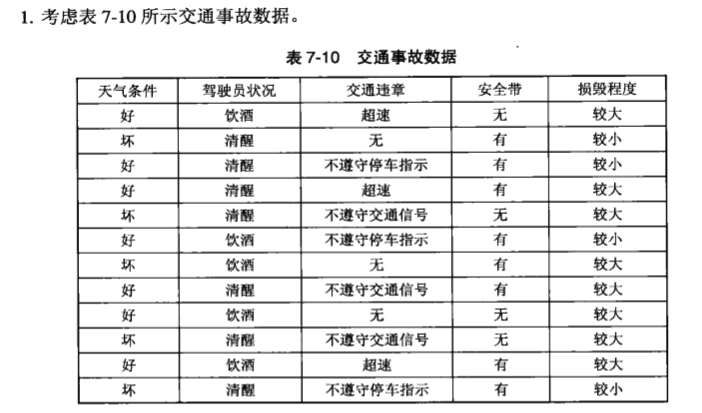 1. 考虑表 7-10 所示交通事故数据。
表 7-10 交通事故数据
天气条件 驾驶员状况 交通违章 安全带 损毁程度
好 饮酒 超速 无 较大
坏 清醒 无 有 较小
好 清醒 不遵守停车指示 有 较小
好 清醒 超速 有 较大
坏 清醒 不遵守交通信号 无 较大
好 饮酒 不遵守停车指示 有 较小
坏 饮酒 无 有 较大
好 清醒 不遵守交通信号 有 较大
好 饮酒 无 无 较大
坏 清醒 不遵守交通信号 无 较大
好 饮酒 超速 有 较大
坏 清醒 不遵守停车指示 有 较小